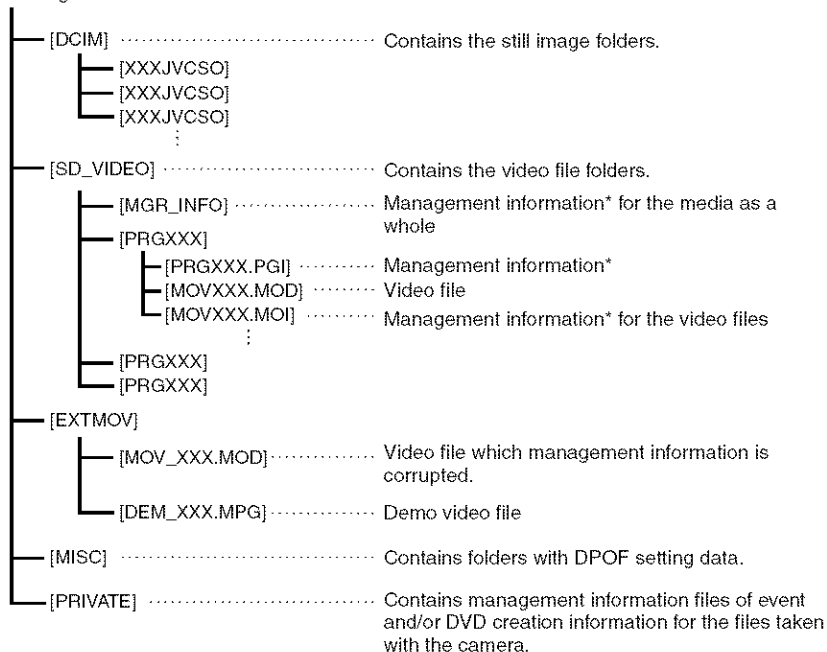 [DCIM] Contains the still image folders.
[XXXJVCSO]
[XXXJVCSO]
[XXXJVCSO]
[SD_VIDEO] Contains the video file folders.
[MGR_INFO] Management information* for the media as a
whole
[PRGXXX]
[PRGXXX.PGI] Management information*
[MOVXXX.MOD] Video file
[MOVXXX.MOI] Management information* for the video files
[PRGXXX]
[PRGXXX]
[EXTMOV]
[MOV_XXX.MOD] Video file which management information is
corrupted.
[DEM_XXX.MPG] Demo video file
[MISC] Contains folders with DPOF setting data.
[PRIVATE] Contains management information files of event
and/or DVD creation information for the files taken
with the camera.